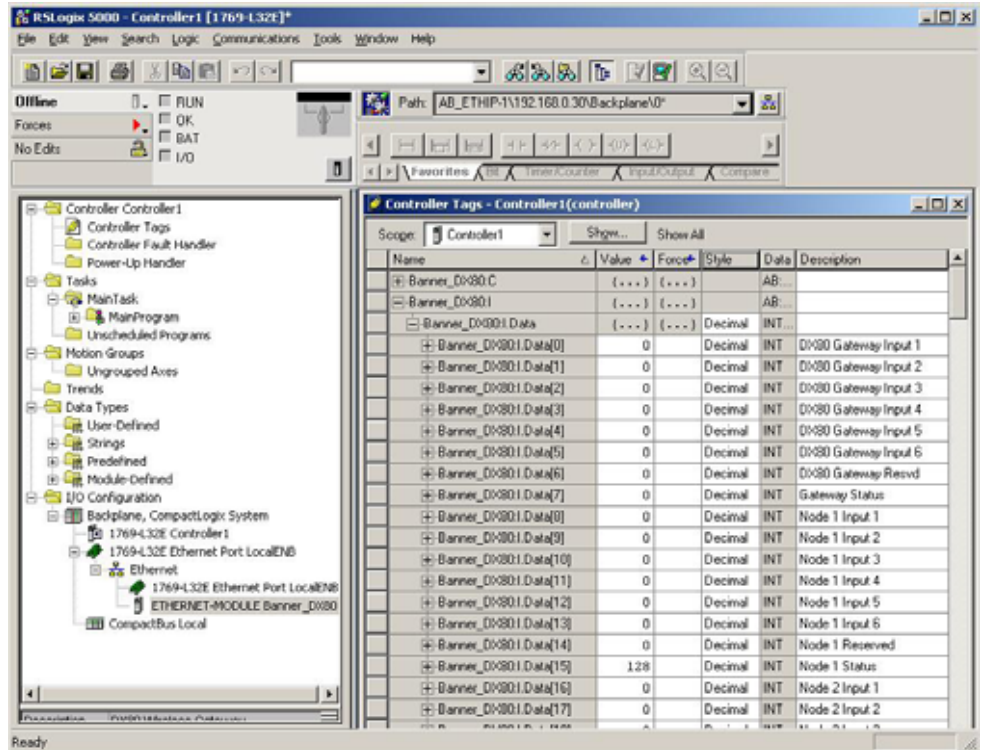 RSLogix 5000 - Controller1 [1769-L32E]*
File Edit View Search Logic Communications Tools Window Help
Offline RUN
Forces OK
No Edits BAT
I/O
Path: AB_ETHIP-1\192.168.0.30\Backplane\0*
Favorites Bit Timer/Counter Input/Output Compare
Controller Controller1
Controller Tags
Controller Fault Handler
Power-Up Handler
Tasks
MainTask
MainProgram
Unscheduled Programs
Motion Groups
Ungrouped Axes
Trends
Data Types
User-Defined
Strings
Predefined
Module-Defined
I/O Configuration
Backplane, CompactLogix System
1769-L32E Controller1
1769-L32E Ethernet Port LocalENB
Ethernet
1769-L32E Ethernet Port LocalENB
ETHERNET-MODULE Banner_DX80
CompactBus Local
Description DX80 Wireless Gateway
Controller Tags - Controller1(controller)
Scope: Controller1 Show... Show All
Name Value Force Style Data Description
Banner_DX80:C {...} {...} AB:...
Banner_DX80:I {...} {...} AB:...
Banner_DX80:I.Data {...} {...} Decimal INT...
Banner_DX80:I.Data[0] 0 Decimal INT DX80 Gateway Input 1
Banner_DX80:I.Data[1] 0 Decimal INT DX80 Gateway Input 2
Banner_DX80:I.Data[2] 0 Decimal INT DX80 Gateway Input 3
Banner_DX80:I.Data[3] 0 Decimal INT DX80 Gateway Input 4
Banner_DX80:I.Data[4] 0 Decimal INT DX80 Gateway Input 5
Banner_DX80:I.Data[5] 0 Decimal INT DX80 Gateway Input 6
Banner_DX80:I.Data[6] 0 Decimal INT DX80 Gateway Resvd
Banner_DX80:I.Data[7] 0 Decimal INT Gateway Status
Banner_DX80:I.Data[8] 0 Decimal INT Node 1 Input 1
Banner_DX80:I.Data[9] 0 Decimal INT Node 1 Input 2
Banner_DX80:I.Data[10] 0 Decimal INT Node 1 Input 3
Banner_DX80:I.Data[11] 0 Decimal INT Node 1 Input 4
Banner_DX80:I.Data[12] 0 Decimal INT Node 1 Input 5
Banner_DX80:I.Data[13] 0 Decimal INT Node 1 Input 6
Banner_DX80:I.Data[14] 0 Decimal INT Node 1 Reserved
Banner_DX80:I.Data[15] 128 Decimal INT Node 1 Status
Banner_DX80:I.Data[16] 0 Decimal INT Node 2 Input 1
Banner_DX80:I.Data[17] 0 Decimal INT Node 2 Input 2
Ready